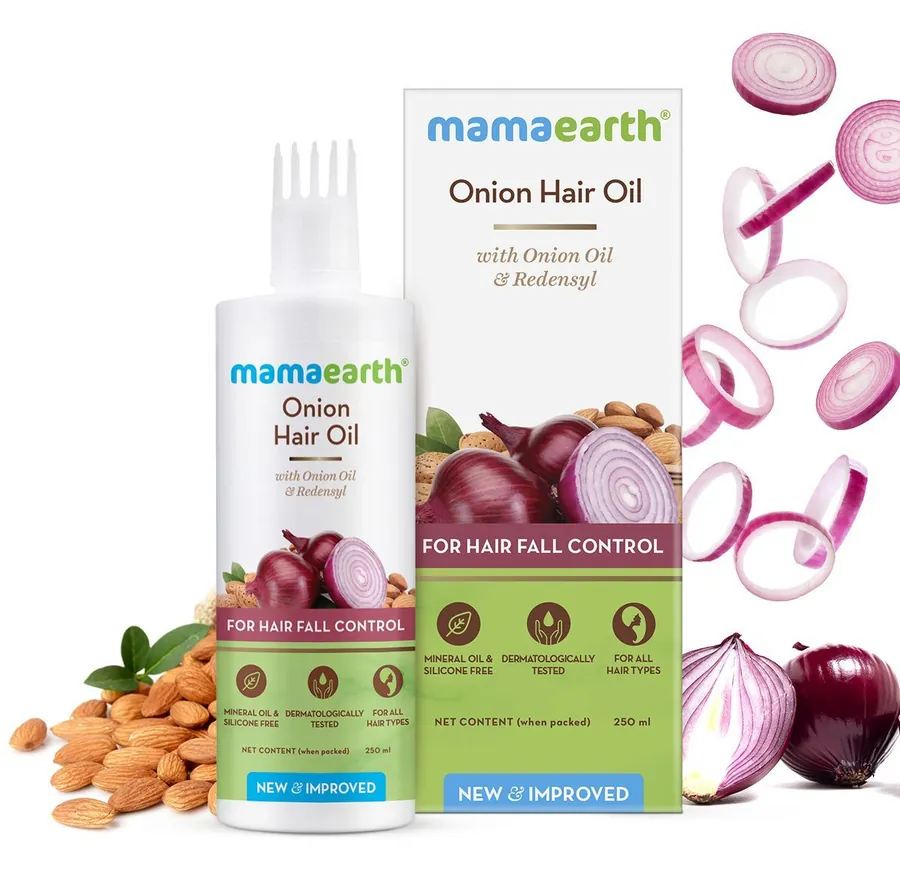 mamaearth®
Onion Hair Oil
with Onion Oil
& Redensyl
FOR HAIR FALL CONTROL
MINERAL OIL &
SILICONE FREE
DERMATOLOGICALLY
TESTED
FOR ALL
HAIR TYPES
NET CONTENT (when packed) 250 ml
NEW & IMPROVED
mamaearth®
Onion
Hair Oil
with Onion Oil
& Redensyl
FOR HAIR FALL CONTROL
MINERAL OIL &
SILICONE FREE
DERMATOLOGICALLY
TESTED
FOR ALL
HAIR TYPES
NET CONTENT (when packed) 250 ml
NEW & IMPROVED